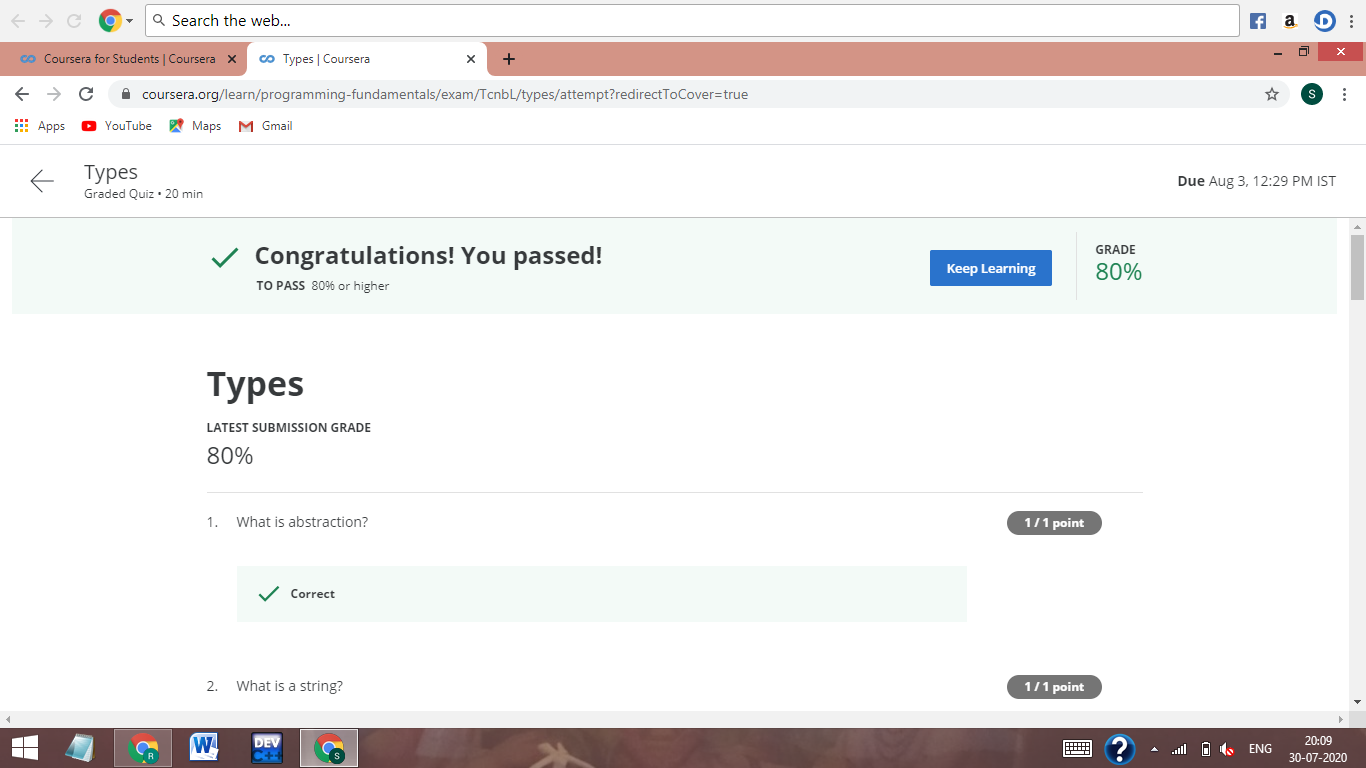 Search the web...
Coursera for Students | Coursera
Types | Coursera
coursera.org/learn/programming-fundamentals/exam/TcnbL/types/attempt?redirectToCover=true
S
Apps
YouTube
Maps
Gmail
Types
Graded Quiz • 20 min
Due Aug 3, 12:29 PM IST
Congratulations! You passed!
TO PASS 80% or higher
Keep Learning
GRADE
80%
Types
LATEST SUBMISSION GRADE
80%
1. What is abstraction?
1 / 1 point
Correct
2. What is a string?
1 / 1 point
R
DEV
C++
S
ENG
20:09
30-07-2020